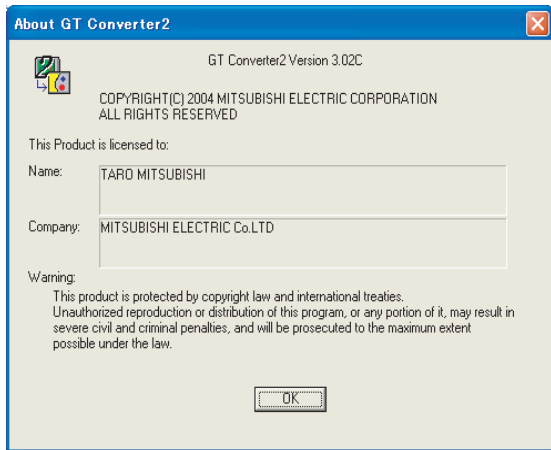 About GT Converter2
GT Converter2 Version 3.02C
COPYRIGHT(C) 2004 MITSUBISHI ELECTRIC CORPORATION
ALL RIGHTS RESERVED
This Product is licensed to:
Name:
TARO MITSUBISHI
Company:
MITSUBISHI ELECTRIC Co.LTD
Warning:
This product is protected by copyright law and international treaties.
Unauthorized reproduction or distribution of this program, or any portion of it, may result in
severe civil and criminal penalties, and will be prosecuted to the maximum extent
possible under the law.
OK